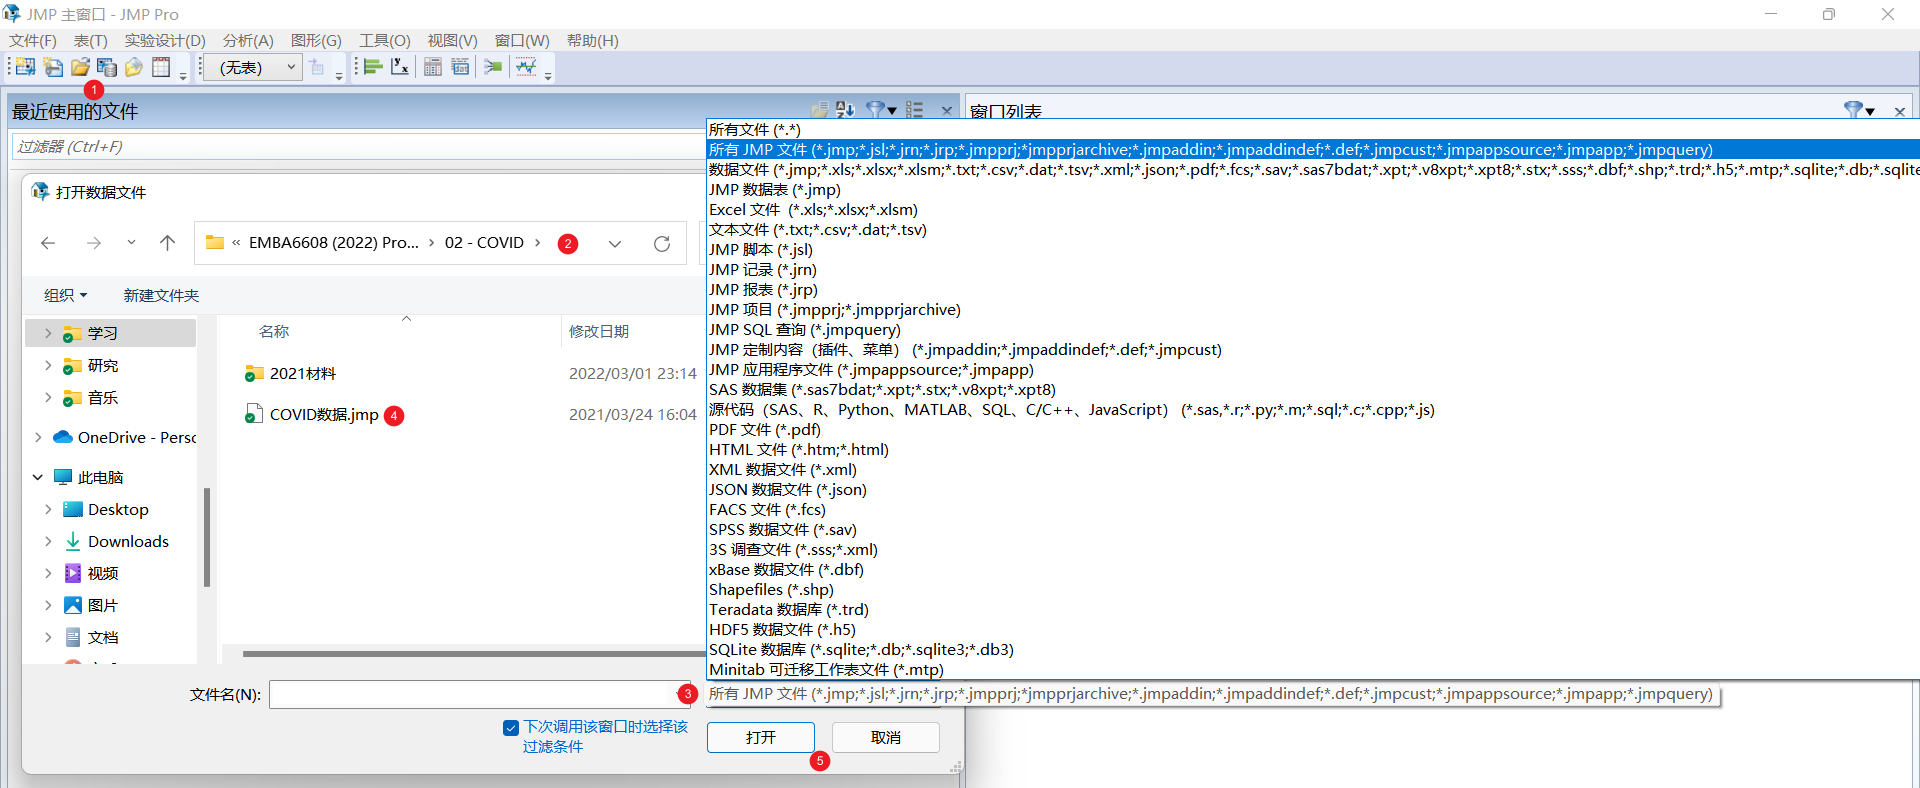 JMP 主窗口 - JMP Pro
文件(F) 表(T) 实验设计(D) 分析(A) 图形(G) 工具(O) 视图(V) 窗口(W) 帮助(H)
(无表)
1
最近使用的文件
窗口列表
过滤器 (Ctrl+F)
打开数据文件
« EMBA6608 (2022) Pro... › 02 - COVID ›
2
组织 新建文件夹
名称 修改日期
学习
研究
音乐
OneDrive - Persc
此电脑
Desktop
Downloads
视频
图片
文档
2021材料 2022/03/01 23:14
COVID数据.jmp 4 2021/03/24 16:04
所有文件 (*.*)
所有 JMP 文件 (*.jmp;*.jsl;*.jrn;*.jrp;*.jmpprj;*jmpprjarchive;*.jmpaddin;*.jmpaddindef;*.def;*.jmpcust;*.jmpappsource;*.jmpapp;*.jmpquery)
数据文件 (*.jmp;*.xls;*.xlsx;*.xlsm;*.txt;*.csv;*.dat;*.tsv;*.xml;*.json;*.pdf;*.fcs;*.sav;*.sas7bdat;*.xpt;*.v8xpt;*.xpt8;*.stx;*.sss;*.dbf;*.shp;*.trd;*.h5;*.mtp;*.sqlite;*.db;*.sqlite
JMP 数据表 (*.jmp)
Excel 文件 (*.xls;*.xlsx;*.xlsm)
文本文件 (*.txt;*.csv;*.dat;*.tsv)
JMP 脚本 (*.jsl)
JMP 记录 (*.jrn)
JMP 报表 (*.jrp)
JMP 项目 (*.jmpprj;*.jmpprjarchive)
JMP SQL 查询 (*.jmpquery)
JMP 定制内容（插件、菜单） (*.jmpaddin;*.jmpaddindef;*.def;*.jmpcust)
JMP 应用程序文件 (*.jmpappsource;*.jmpapp)
SAS 数据集 (*.sas7bdat;*.xpt;*.stx;*.v8xpt;*.xpt8)
源代码（SAS、R、Python、MATLAB、SQL、C/C++、JavaScript） (*.sas,*.r;*.py;*.m;*.sql;*.c;*.cpp;*.js)
PDF 文件 (*.pdf)
HTML 文件 (*.htm;*.html)
XML 数据文件 (*.xml)
JSON 数据文件 (*.json)
FACS 文件 (*.fcs)
SPSS 数据文件 (*.sav)
3S 调查文件 (*.sss;*.xml)
xBase 数据文件 (*.dbf)
Shapefiles (*.shp)
Teradata 数据库 (*.trd)
HDF5 数据文件 (*.h5)
SQLite 数据库 (*.sqlite;*.db;*.sqlite3;*.db3)
Minitab 可迁移工作表文件 (*.mtp)
文件名(N):
3
所有 JMP 文件 (*.jmp;*.jsl;*.jrn;*.jrp;*.jmpprj;*jmpprjarchive;*.jmpaddin;*.jmpaddindef;*.def;*.jmpcust;*.jmpappsource;*.jmpapp;*.jmpquery)
下次调用该窗口时选择该
过滤条件
打开 取消
5